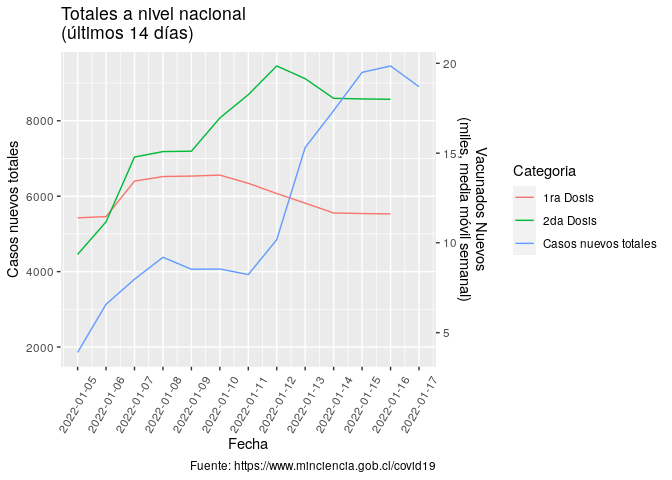 Totales a nivel nacional
(últimos 14 días)
Casos nuevos totales
8000
6000
4000
2000
20
15
10
5
Vacunados Nuevos
(miles, media móvil semanal)
2022-01-05
2022-01-06
2022-01-07
2022-01-08
2022-01-09
2022-01-10
2022-01-11
2022-01-12
2022-01-13
2022-01-14
2022-01-15
2022-01-16
2022-01-17
Fecha
Categoria
1ra Dosis
2da Dosis
Casos nuevos totales
Fuente: https://www.minciencia.gob.cl/covid19